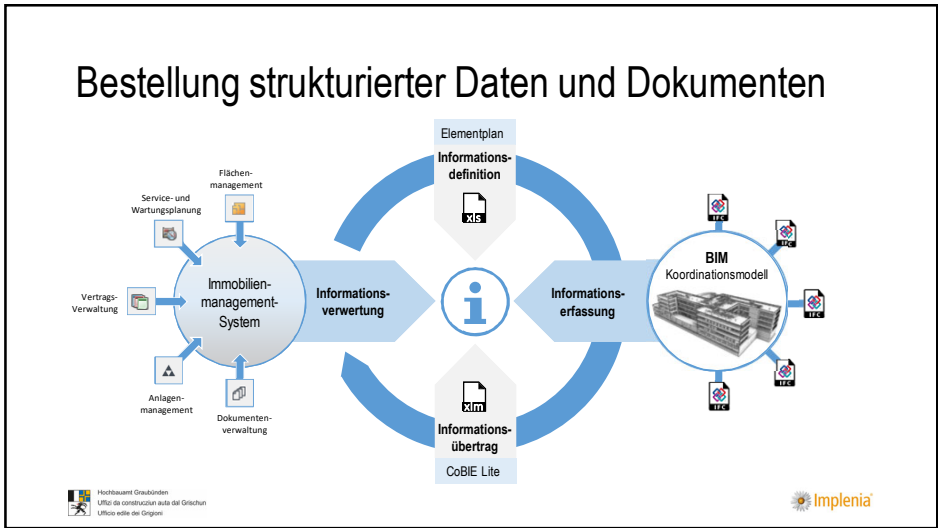 Bestellung strukturierter Daten und Dokumenten
Elementplan
Informations-
definition
xls
Flächen-
management
Service- und
Wartungsplanung
Vertrags-
Verwaltung
Anlagen-
management
Dokumenten-
verwaltung
Immobilien-
management-
System
Informations-
verwertung
i
Informations-
erfassung
BIM
Koordinationsmodell
IFC
IFC
IFC
IFC
IFC
xlm
Informations-
übertrag
CoBIE Lite
Hochbauamt Graubünden
Uffizi da construcziun auta dal Grischun
Ufficio edile dei Grigioni
Implenia